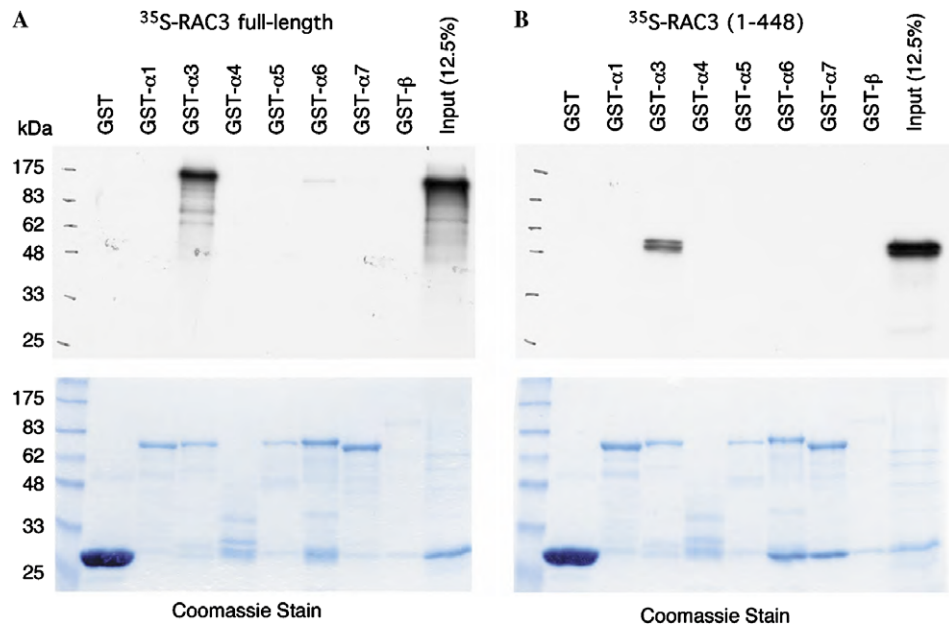 A
³⁵S-RAC3 full-length
kDa
GST
GST-α1
GST-α3
GST-α4
GST-α5
GST-α6
GST-α7
GST-β
Input (12.5%)
175
83
62
48
33
25
175
83
62
48
33
25
Coomassie Stain
B
³⁵S-RAC3 (1-448)
GST
GST-α1
GST-α3
GST-α4
GST-α5
GST-α6
GST-α7
GST-β
Input (12.5%)
Coomassie Stain